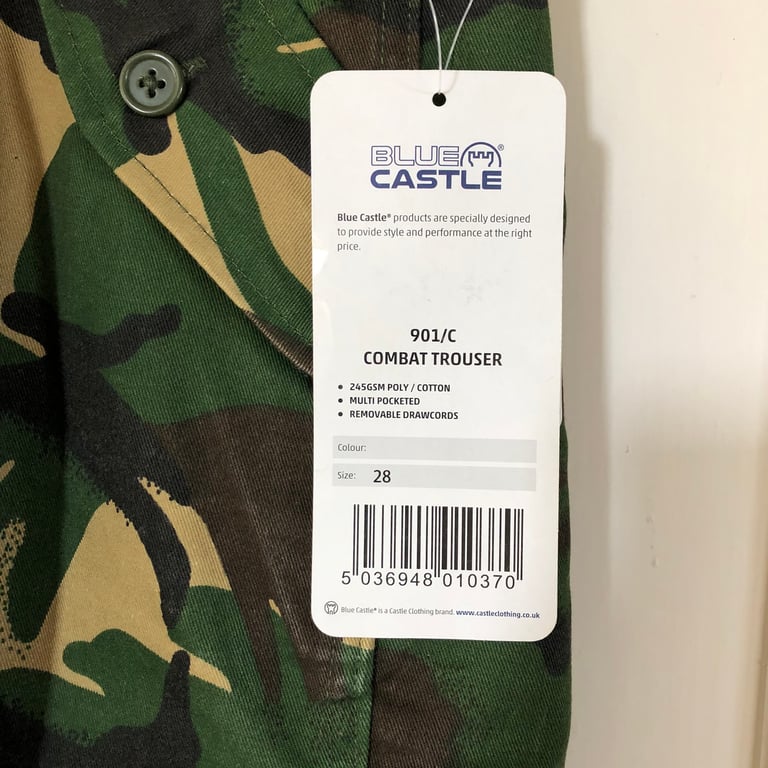 BLUE
CASTLE
®
Blue Castle® products are specially designed
to provide style and performance at the right
price.
901/C
COMBAT TROUSER
• 245GSM POLY / COTTON
• MULTI POCKETED
• REMOVABLE DRAWCORDS
Colour:
Size: 28
5 036948 010370
Blue Castle® is a Castle Clothing brand. www.castleclothing.co.uk